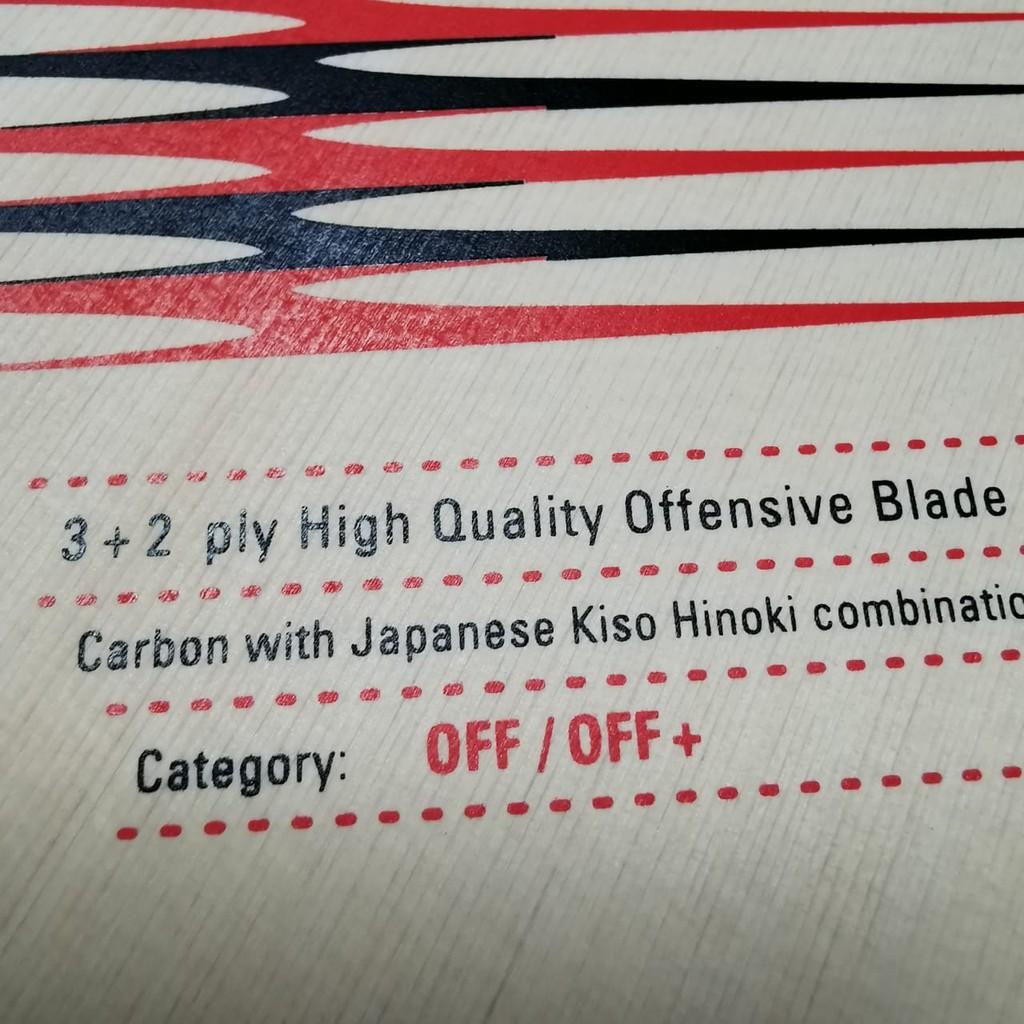 3 + 2 ply High Quality Offensive Blade
Carbon with Japanese Kiso Hinoki combinatio
Category: OFF / OFF +